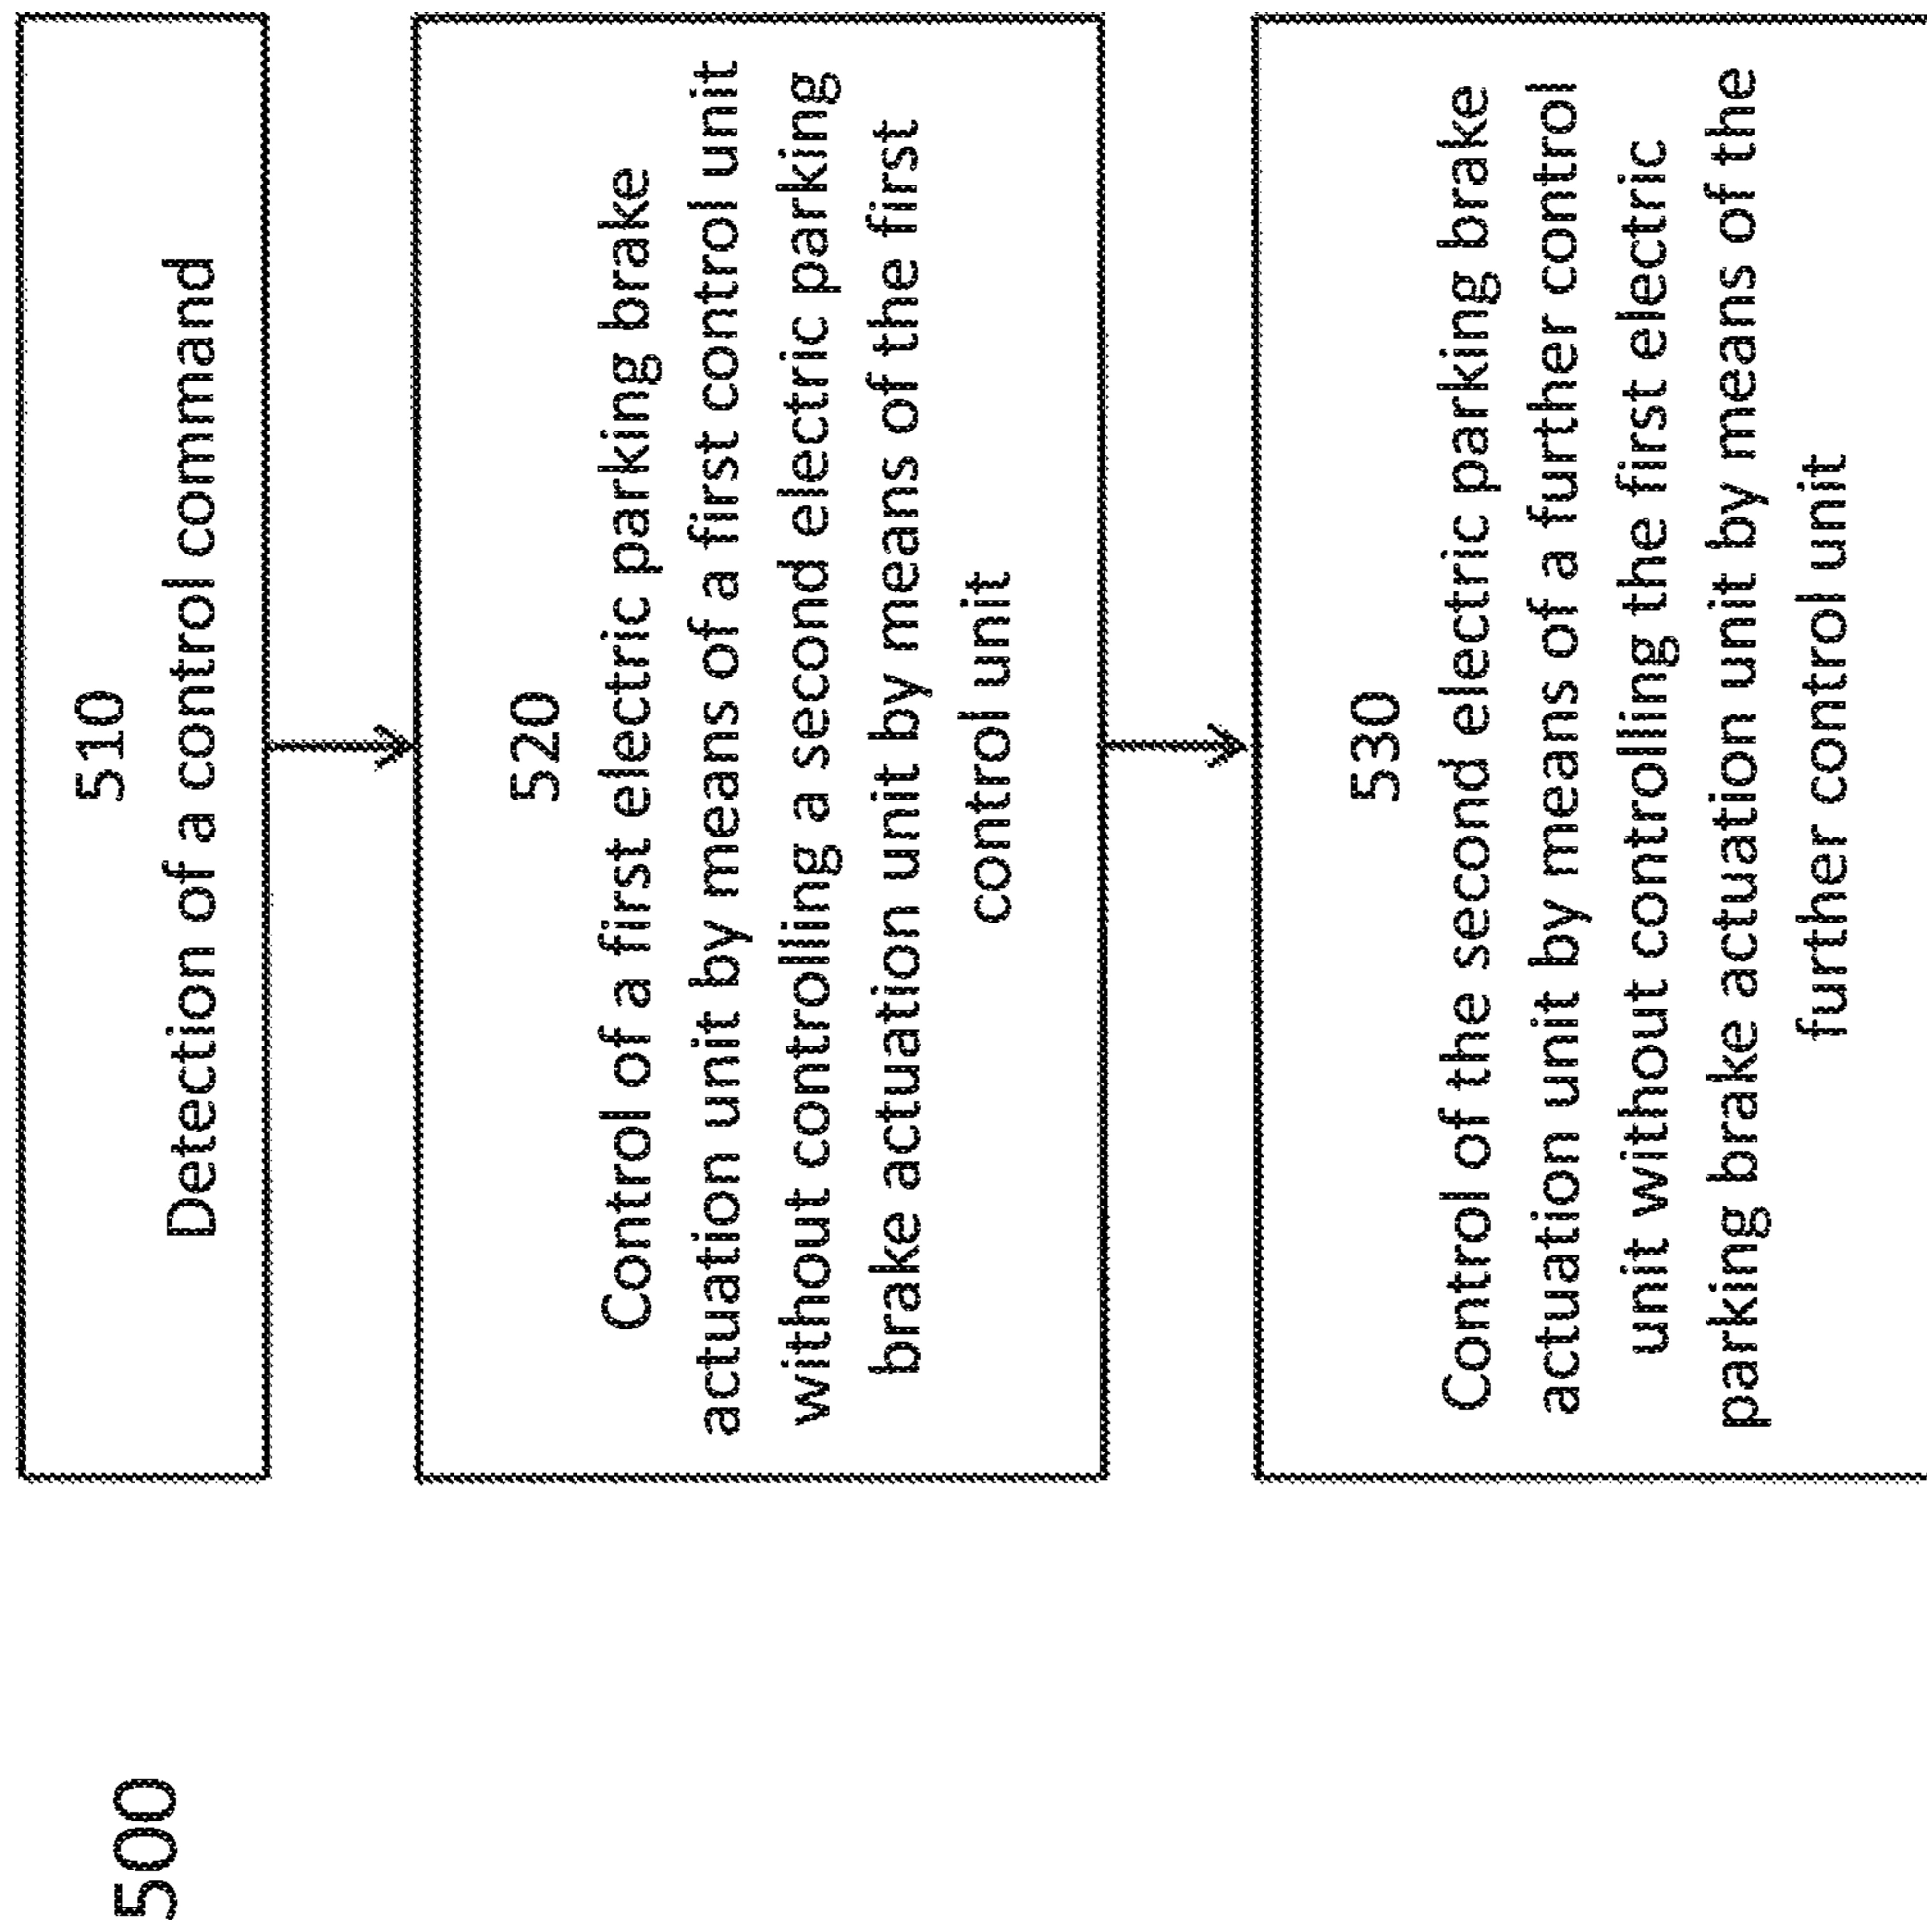 500
510
Detection of a control command
520
Control of a first electric parking brake
actuation unit by means of a first control unit
without controlling a second electric parking
brake actuation unit by means of the first
control unit
530
Control of the second electric parking brake
actuation unit by means of a further control
unit without controlling the first electric
parking brake actuation unit by means of the
further control unit